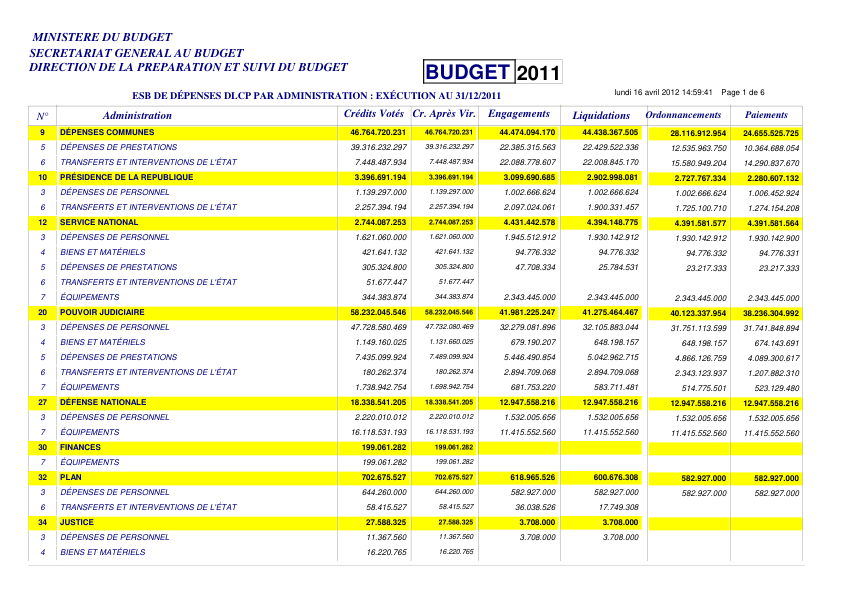 MINISTERE DU BUDGET
SECRETARIAT GENERAL AU BUDGET
DIRECTION DE LA PREPARATION ET SUIVI DU BUDGET
BUDGET 2011
ESB DE DÉPENSES DLCP PAR ADMINISTRATION : EXÉCUTION AU 31/12/2011
lundi 16 avril 2012 14:59:41 Page 1 de 6
N° Administration Crédits Votés Cr. Après Vir. Engagements Liquidations Ordonnancements Paiements
9 DÉPENSES COMMUNES 46.764.720.231 46.764.720.231 44.474.094.170 44.438.367.505 28.116.912.954 24.655.525.725
5 DÉPENSES DE PRESTATIONS 39.316.232.297 39.316.232.297 22.385.315.563 22.429.522.336 12.535.963.750 10.364.688.054
6 TRANSFERTS ET INTERVENTIONS DE L'ÉTAT 7.448.487.934 7.448.487.934 22.088.778.607 22.008.845.170 15.580.949.204 14.290.837.670
10 PRÉSIDENCE DE LA REPUBLIQUE 3.396.691.194 3.396.691.194 3.099.690.685 2.902.998.081 2.727.767.334 2.280.607.132
3 DÉPENSES DE PERSONNEL 1.139.297.000 1.139.297.000 1.002.666.624 1.002.666.624 1.002.666.624 1.006.452.924
6 TRANSFERTS ET INTERVENTIONS DE L'ÉTAT 2.257.394.194 2.257.394.194 2.097.024.061 1.900.331.457 1.725.100.710 1.274.154.208
12 SERVICE NATIONAL 2.744.087.253 2.744.087.253 4.431.442.578 4.394.148.775 4.391.581.577 4.391.581.564
3 DÉPENSES DE PERSONNEL 1.621.060.000 1.621.060.000 1.945.512.912 1.930.142.912 1.930.142.912 1.930.142.900
4 BIENS ET MATÉRIELS 421.641.132 421.641.132 94.776.332 94.776.332 94.776.332 94.776.331
5 DÉPENSES DE PRESTATIONS 305.324.800 305.324.800 47.708.334 25.784.531 23.217.333 23.217.333
6 TRANSFERTS ET INTERVENTIONS DE L'ÉTAT 51.677.447 51.677.447
7 ÉQUIPEMENTS 344.383.874 344.383.874 2.343.445.000 2.343.445.000 2.343.445.000 2.343.445.000
20 POUVOIR JUDICIAIRE 58.232.045.546 58.232.045.546 41.981.225.247 41.275.464.467 40.123.337.954 38.236.304.992
3 DÉPENSES DE PERSONNEL 47.728.580.469 47.732.080.469 32.279.081.896 32.105.883.044 31.751.113.599 31.741.848.894
4 BIENS ET MATÉRIELS 1.149.160.025 1.131.660.025 679.190.207 648.198.157 648.198.157 674.143.691
5 DÉPENSES DE PRESTATIONS 7.435.099.924 7.489.099.924 5.446.490.854 5.042.962.715 4.866.126.759 4.089.300.617
6 TRANSFERTS ET INTERVENTIONS DE L'ÉTAT 180.262.374 180.262.374 2.894.709.068 2.894.709.068 2.343.123.937 1.207.882.310
7 ÉQUIPEMENTS 1.738.942.754 1.698.942.754 681.753.220 583.711.481 514.775.501 523.129.480
27 DÉFENSE NATIONALE 18.338.541.205 18.338.541.205 12.947.558.216 12.947.558.216 12.947.558.216 12.947.558.216
3 DÉPENSES DE PERSONNEL 2.220.010.012 2.220.010.012 1.532.005.656 1.532.005.656 1.532.005.656 1.532.005.656
7 ÉQUIPEMENTS 16.118.531.193 16.118.531.193 11.415.552.560 11.415.552.560 11.415.552.560 11.415.552.560
30 FINANCES 199.061.282 199.061.282
7 ÉQUIPEMENTS 199.061.282 199.061.282
32 PLAN 702.675.527 702.675.527 618.965.526 600.676.308 582.927.000 582.927.000
3 DÉPENSES DE PERSONNEL 644.260.000 644.260.000 582.927.000 582.927.000 582.927.000 582.927.000
6 TRANSFERTS ET INTERVENTIONS DE L'ÉTAT 58.415.527 58.415.527 36.038.526 17.749.308
34 JUSTICE 27.588.325 27.588.325 3.708.000 3.708.000
3 DÉPENSES DE PERSONNEL 11.367.560 11.367.560 3.708.000 3.708.000
4 BIENS ET MATÉRIELS 16.220.765 16.220.765